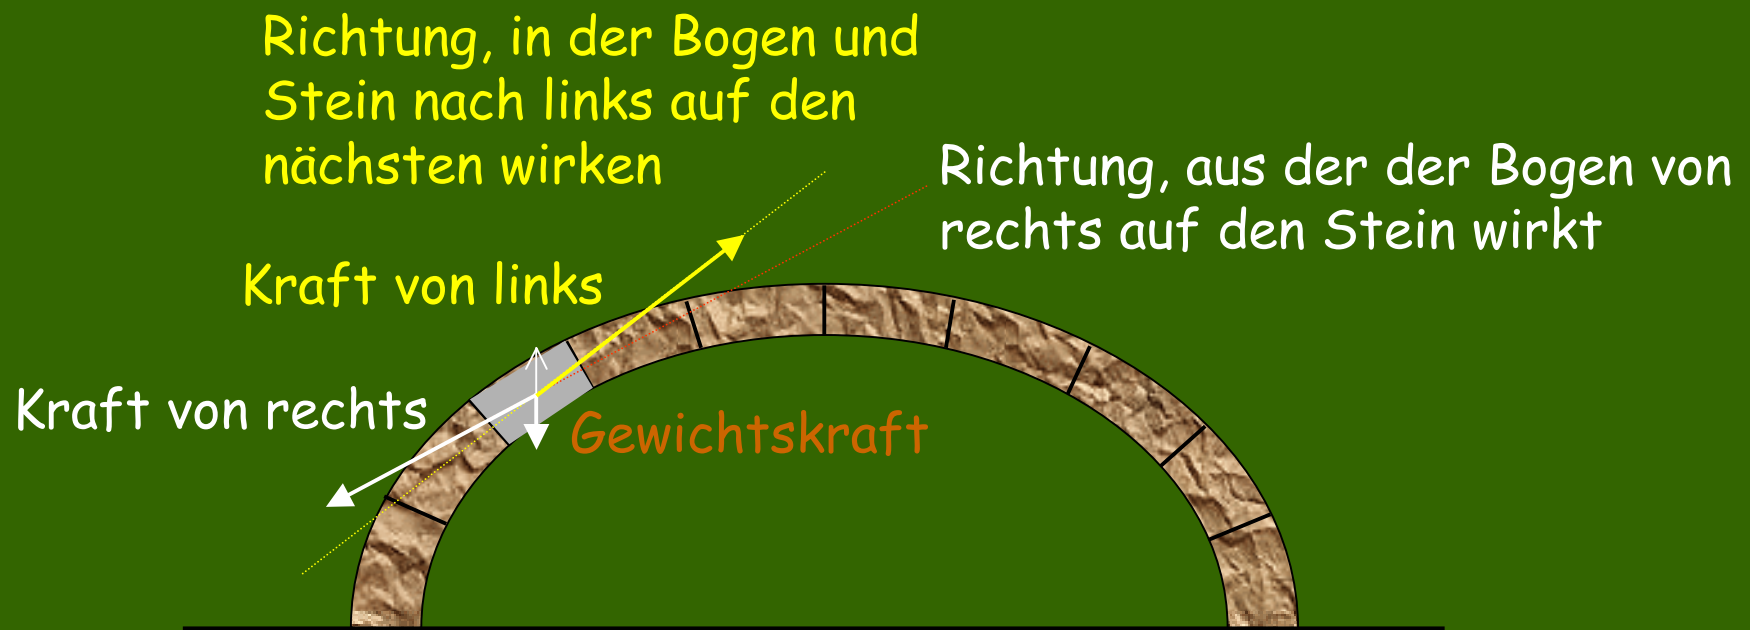 Richtung, in der Bogen und
Stein nach links auf den
nächsten wirken
Richtung, aus der der Bogen von
rechts auf den Stein wirkt
Kraft von links
Kraft von rechts
Gewichtskraft